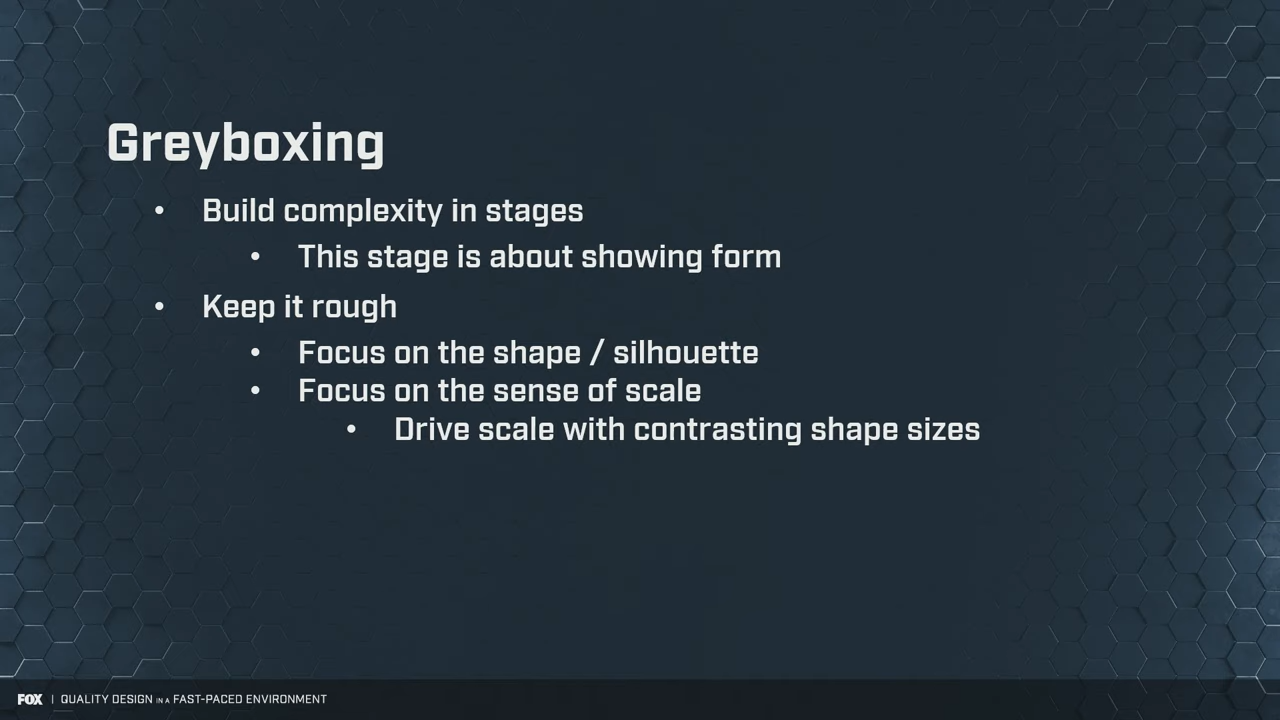 Greyboxing
• Build complexity in stages
• This stage is about showing form
• Keep it rough
• Focus on the shape / silhouette
• Focus on the sense of scale
• Drive scale with contrasting shape sizes
FOX | QUALITY DESIGN IN A FAST-PACED ENVIRONMENT